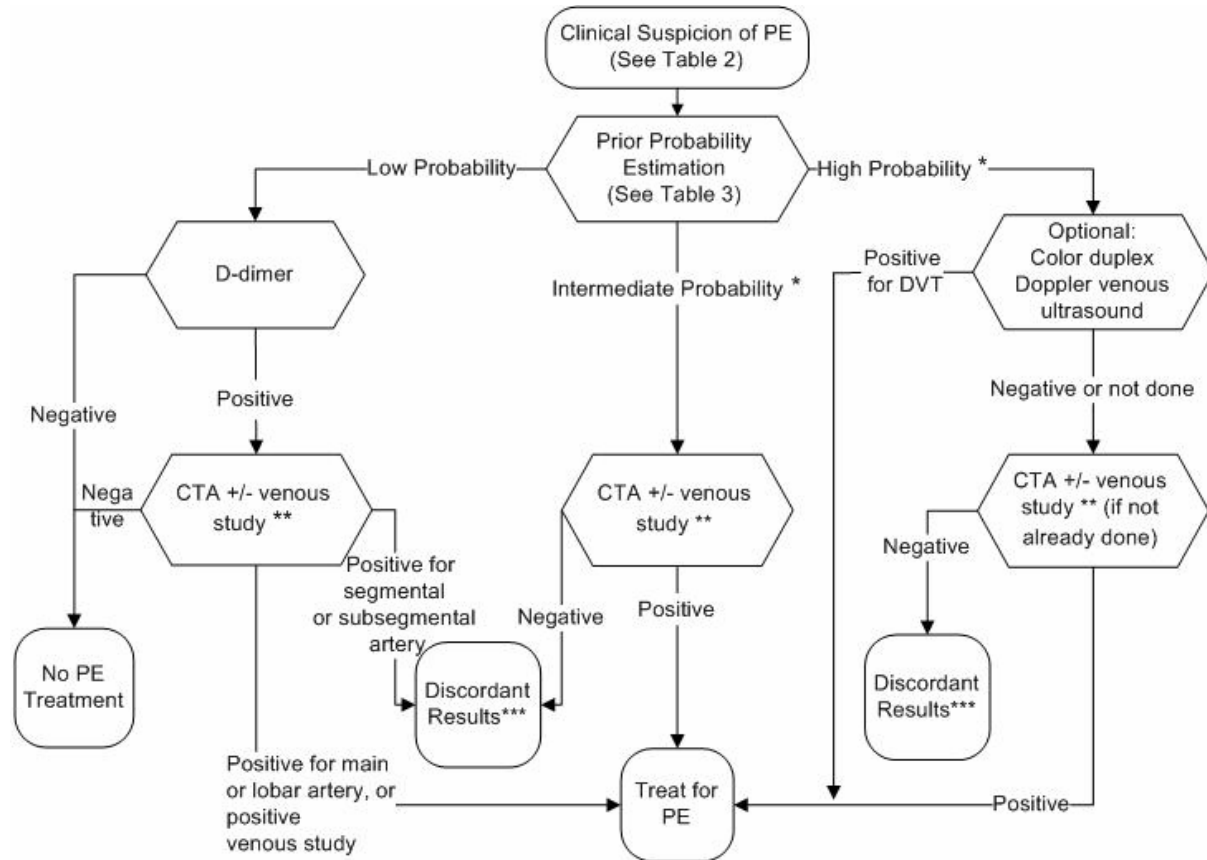 Clinical Suspicion of PE
(See Table 2)
Prior Probability
Estimation
(See Table 3)
Low Probability
High Probability *
D-dimer
Intermediate Probability *
Optional:
Color duplex
Doppler venous
ultrasound
Positive
for DVT
Negative
Positive
Negative or not done
Nega
tive
CTA +/- venous
study **
CTA +/- venous
study **
CTA +/- venous
study ** (if not
already done)
Positive for
segmental
or subsegmental
artery
Negative
Positive
Negative
No PE
Treatment
Discordant
Results***
Discordant
Results***
Positive for main
or lobar artery, or
positive
venous study
Treat for
PE
Positive